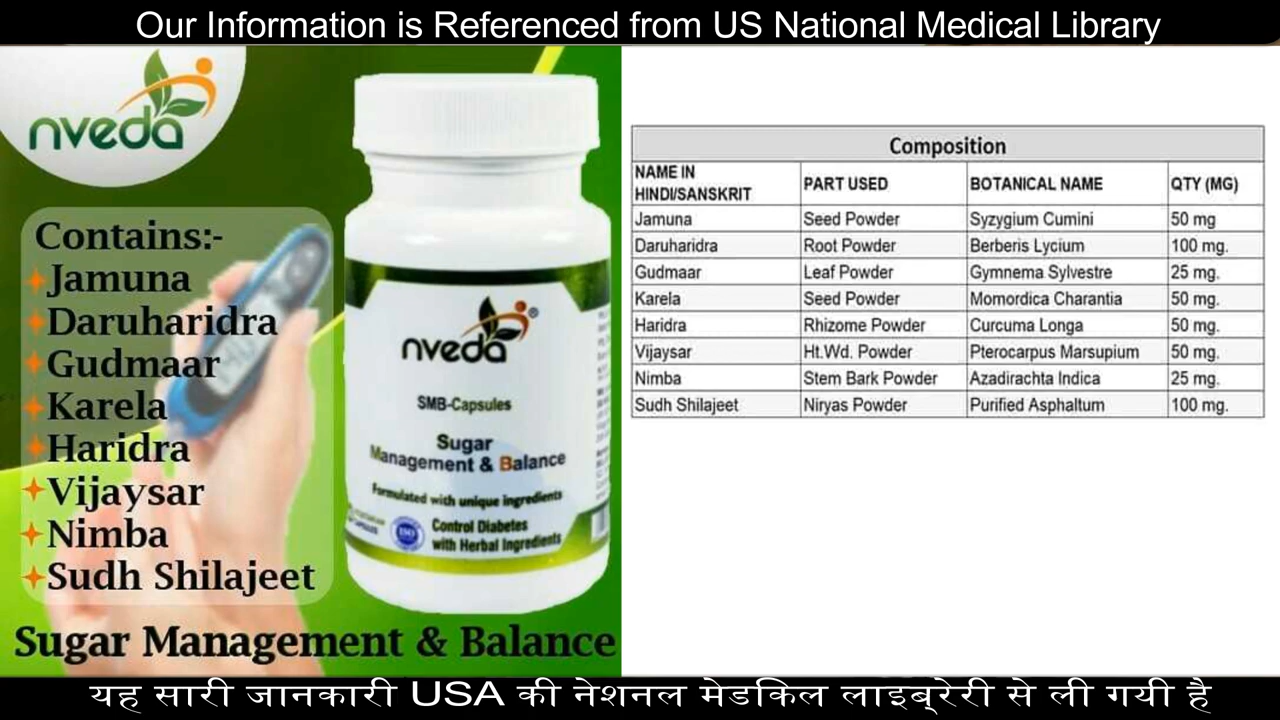 Our Information is Referenced from US National Medical Library
nveda
Contains:-
Jamuna
Daruharidra
Gudmaar
Karela
Haridra
Vijaysar
Nimba
Sudh Shilajeet
nveda®
SMB-Capsules
Sugar
Management & Balance
Formulated with unique ingredients
ISO
Control Diabetes
with Herbal Ingredients
Sugar Management & Balance
Composition
NAME IN HINDI/SANSKRIT PART USED BOTANICAL NAME QTY (MG)
Jamuna Seed Powder Syzygium Cumini 50 mg
Daruharidra Root Powder Berberis Lycium 100 mg.
Gudmaar Leaf Powder Gymnema Sylvestre 25 mg.
Karela Seed Powder Momordica Charantia 50 mg.
Haridra Rhizome Powder Curcuma Longa 50 mg.
Vijaysar Ht.Wd. Powder Pterocarpus Marsupium 50 mg.
Nimba Stem Bark Powder Azadirachta Indica 25 mg.
Sudh Shilajeet Niryas Powder Purified Asphaltum 100 mg.
यह सारी जानकारी USA की नेशनल मेडकिल लाइब्रेरी से ली गयी है